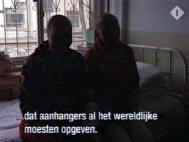 dat aanhangers al het wereldlijke
moesten opgeven.